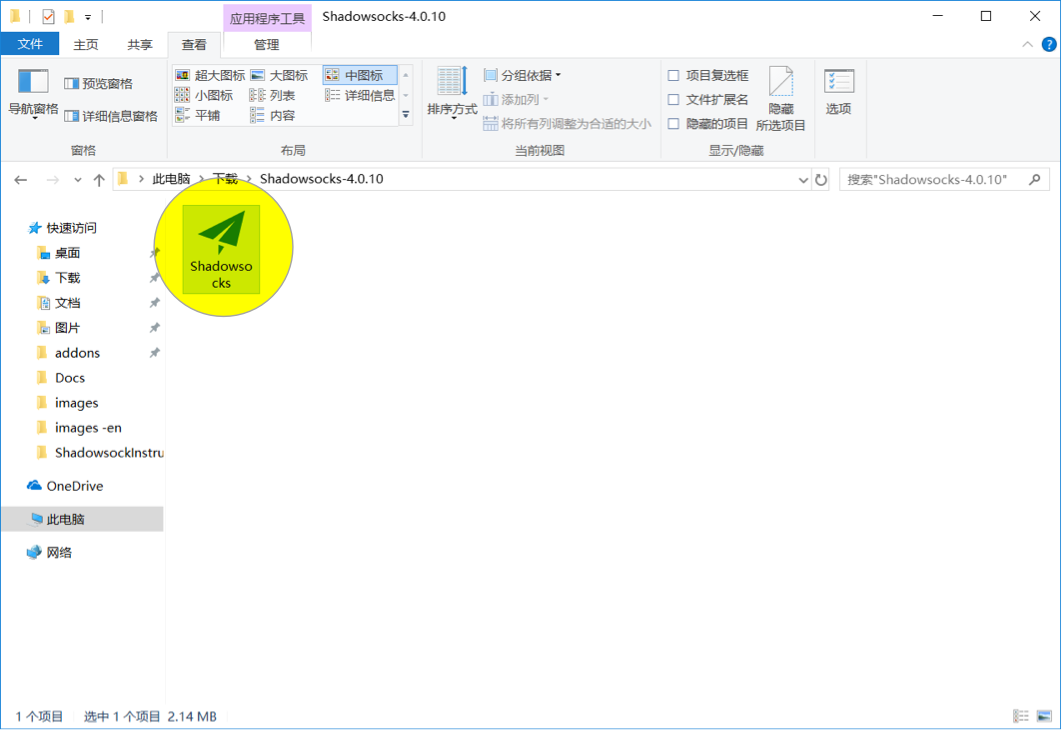 应用程序工具
Shadowsocks-4.0.10
文件
主页
共享
查看
管理
导航窗格
预览窗格
详细信息窗格
窗格
超大图标
大图标
中图标
小图标
列表
详细信息
平铺
内容
布局
排序方式
分组依据
添加列
将所有列调整为合适的大小
当前视图
项目复选框
文件扩展名
隐藏的项目
隐藏
所选项目
显示/隐藏
选项
此电脑
下载
Shadowsocks-4.0.10
搜索"Shadowsocks-4.0.10"
快速访问
桌面
下载
文档
图片
addons
Docs
images
images -en
ShadowsockInstru
OneDrive
此电脑
网络
Shadowso
cks
1 个项目
选中 1 个项目 2.14 MB